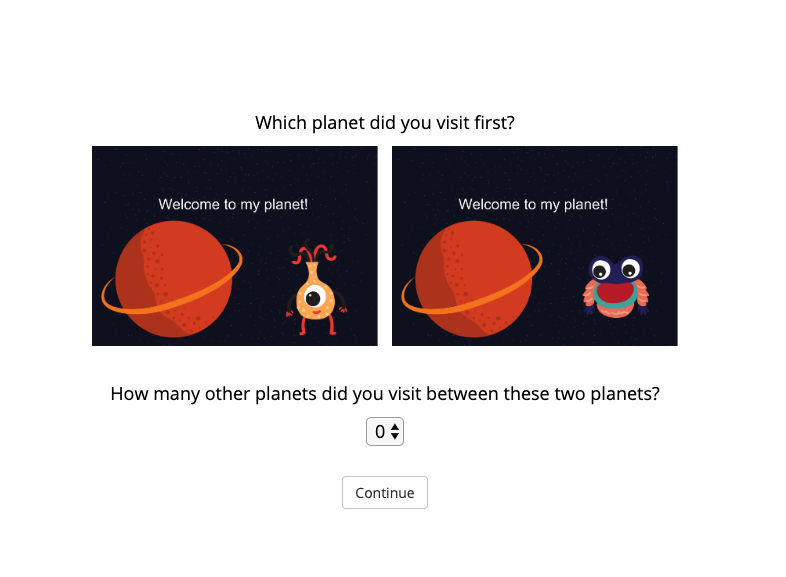 Which planet did you visit first?
Welcome to my planet!
Welcome to my planet!
How many other planets did you visit between these two planets?
0
Continue